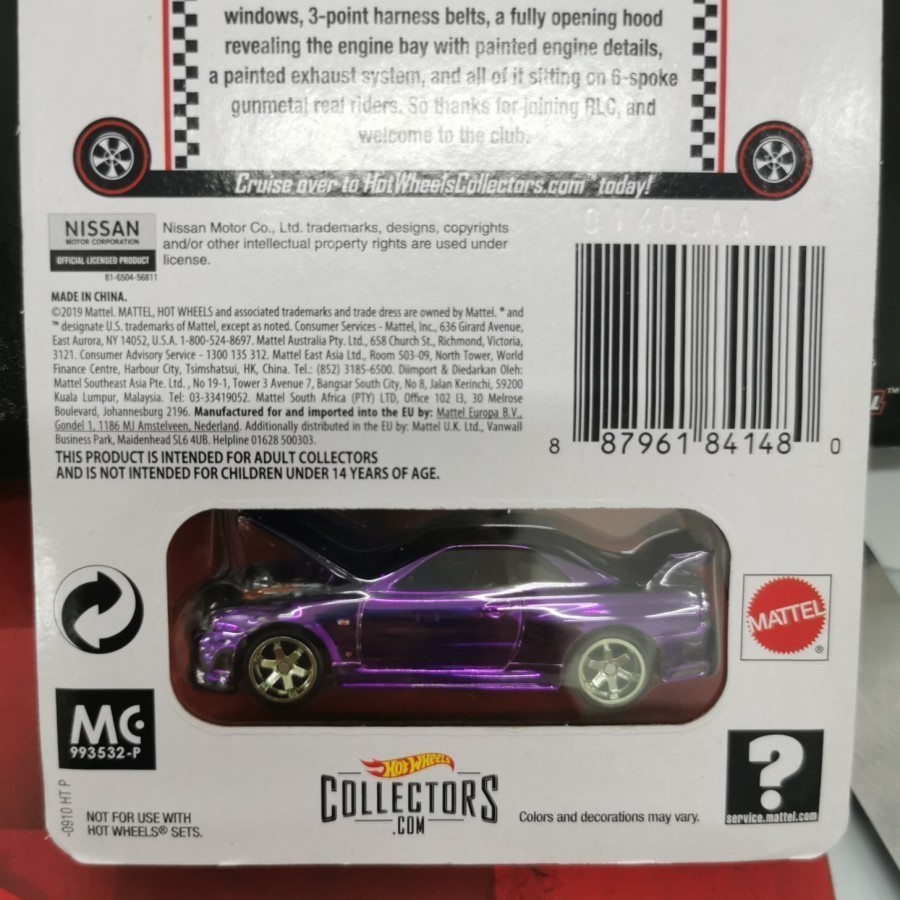 windows, 3-point harness belts, a fully opening hood
revealing the engine bay with painted engine details,
a painted exhaust system, and all of it sitting on 6-spoke
gunmetal real riders. So thanks for joining RLC, and
welcome to the club.
Cruise over to HotWheelsCollectors.com™ today!
NISSAN
MOTOR CORPORATION
OFFICIAL LICENSED PRODUCT
81-6504-56811
Nissan Motor Co., Ltd. trademarks, designs, copyrights
and/or other intellectual property rights are used under
license.
MADE IN CHINA.
©2019 Mattel. MATTEL, HOT WHEELS and associated trademarks and trade dress are owned by Mattel. ® and
™ designate U.S. trademarks of Mattel, except as noted. Consumer Services - Mattel, Inc., 636 Girard Avenue,
East Aurora, NY 14052, U.S.A. 1-800-524-8697. Mattel Australia Pty. Ltd., 658 Church St., Richmond, Victoria,
3121. Consumer Advisory Service - 1300 135 312. Mattel East Asia Ltd., Room 503-09, North Tower, World
Finance Centre, Harbour City, Tsimshatsui, HK, China. Tel.: (852) 3185-6500. Diimport & Diedarkan Oleh:
Mattel Southeast Asia Pte. Ltd. , No 19-1, Tower 3 Avenue 7, Bangsar South City, No 8, Jalan Kerinchi, 59200
Kuala Lumpur, Malaysia. Tel: 03-33419052. Mattel South Africa (PTY) LTD, Office 102 I3, 30 Melrose
Boulevard, Johannesburg 2196. Manufactured for and imported into the EU by: Mattel Europa B.V.,
Gondel 1, 1186 MJ Amstelveen, Nederland. Additionally distributed in the EU by: Mattel U.K. Ltd., Vanwall
Business Park, Maidenhead SL6 4UB. Helpline 01628 500303.
THIS PRODUCT IS INTENDED FOR ADULT COLLECTORS
AND IS NOT INTENDED FOR CHILDREN UNDER 14 YEARS OF AGE.
8 87961 84148 0
MATTEL®
MC
993532-P
-0910 HT P
NOT FOR USE WITH
HOT WHEELS® SETS.
HOT WHEELS
COLLECTORS
.COM
Colors and decorations may vary.
?
service.mattel.com